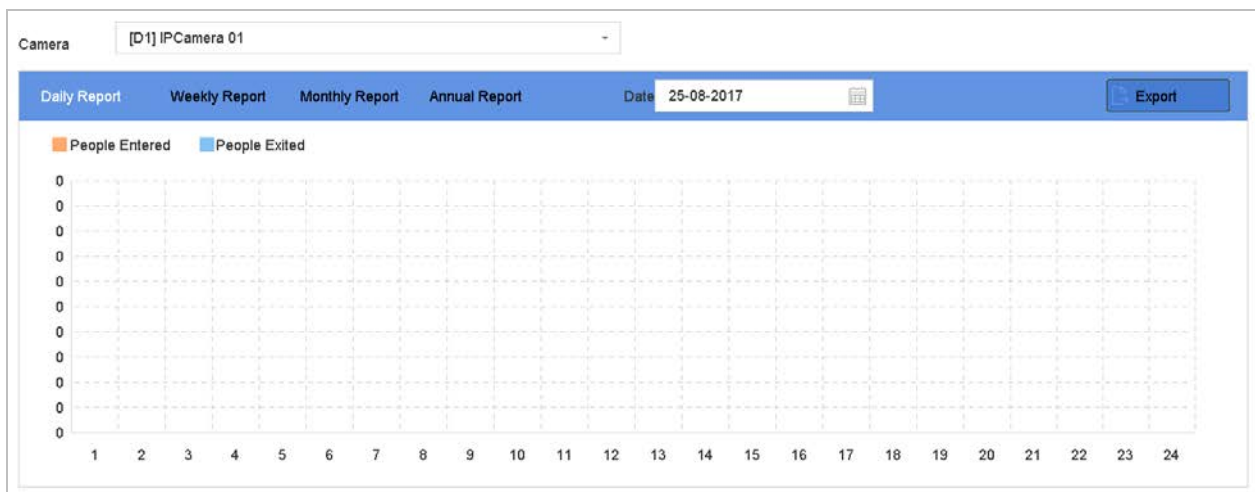 Camera [D1] IPCamera 01
Daily Report Weekly Report Monthly Report Annual Report Date 25-08-2017 Export
People Entered People Exited
0
0
0
0
0
0
0
0
0
0
0
1 2 3 4 5 6 7 8 9 10 11 12 13 14 15 16 17 18 19 20 21 22 23 24